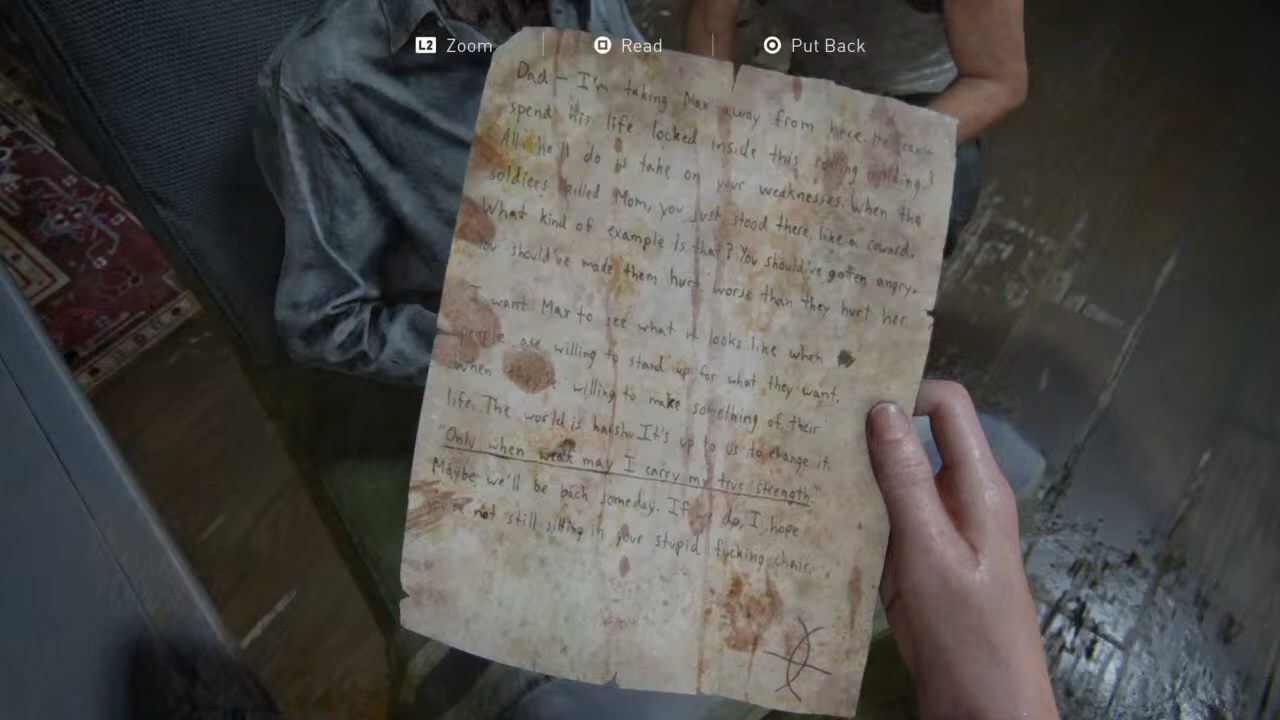 L2 Zoom | Read | Put Back
Dad – I'm taking Max away from here. He can't
spend his life locked inside this rotting building!
All he'll do is take on your weaknesses. When the
soldiers killed Mom, you just stood there, like a coward.
What kind of example is that? You should've gotten angry.
You should've made them hurt worse than they hurt her.
I want Max to see what it looks like when
people are willing to stand up for what they want.
When willing to make something of their
life. The world is harsh. It's up to us to change it.
"Only when weak may I carry my true strength."
Maybe we'll be back someday. If do, I hope
not still sitting in your stupid fucking chair.